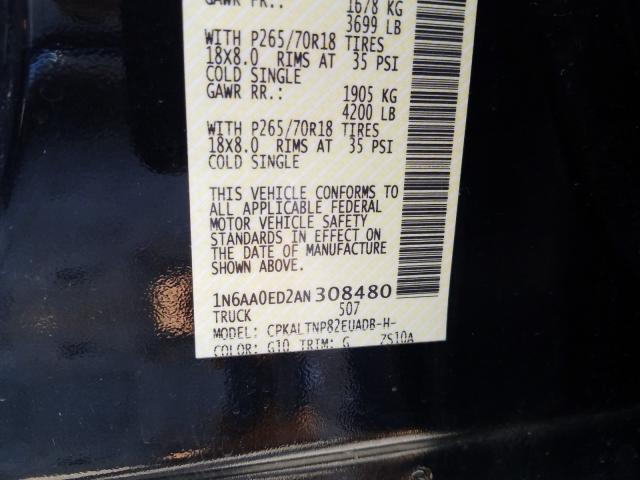 GAWR FR.: 1678 KG
3699 LB
WITH P265/70R18 TIRES
18X8.0 RIMS AT 35 PSI
COLD SINGLE
GAWR RR.: 1905 KG
4200 LB
WITH P265/70R18 TIRES
18X8.0 RIMS AT 35 PSI
COLD SINGLE
THIS VEHICLE CONFORMS TO
ALL APPLICABLE FEDERAL
MOTOR VEHICLE SAFETY
STANDARDS IN EFFECT ON
THE DATE OF MANUFACTURE
SHOWN ABOVE.
1N6AA0ED2AN308480
TRUCK 507
MODEL: CPKALTNP82EUADB-H-
COLOR: G10 TRIM: G ZS10A